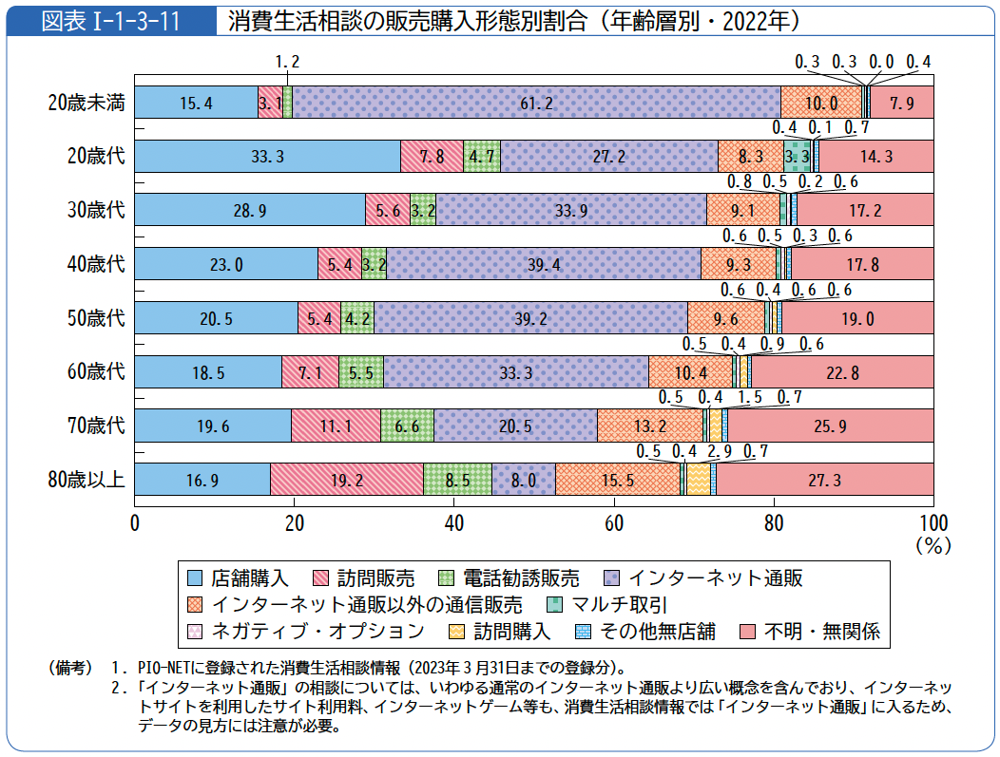 図表Ⅰ-1-3-11 消費生活相談の販売購入形態別割合(年齢層別・2022年)
1.2 0.3 0.3 0.0 0.4
20歳未満 15.4 3.1 61.2 10.0 7.9
0.4 0.1 0.7
20歳代 33.3 7.8 4.7 27.2 8.3 3.3 14.3
0.8 0.5 0.2 0.6
30歳代 28.9 5.6 3.2 33.9 9.1 17.2
0.6 0.5 0.3 0.6
40歳代 23.0 5.4 3.2 39.4 9.3 17.8
0.6 0.4 0.6 0.6
50歳代 20.5 5.4 4.2 39.2 9.6 19.0
0.5 0.4 0.9 0.6
60歳代 18.5 7.1 5.5 33.3 10.4 22.8
0.5 0.4 1.5 0.7
70歳代 19.6 11.1 6.6 20.5 13.2 25.9
0.5 0.4 2.9 0.7
80歳以上 16.9 19.2 8.5 8.0 15.5 27.3
0 20 40 60 80 100
(%)
店舗購入 訪問販売 電話勧誘販売 インターネット通販
インターネット通販以外の通信販売 マルチ取引
ネガティブ・オプション 訪問購入 その他無店舗 不明・無関係
(備考) 1.PIO-NETに登録された消費生活相談情報(2023年3月31日までの登録分)。
2.「インターネット通販」の相談については、いわゆる通常のインターネット通販より広い概念を含んでおり、インターネッ
トサイトを利用したサイト利用料、インターネットゲーム等も、消費生活相談情報では「インターネット通販」に入るため、
データの見方には注意が必要。